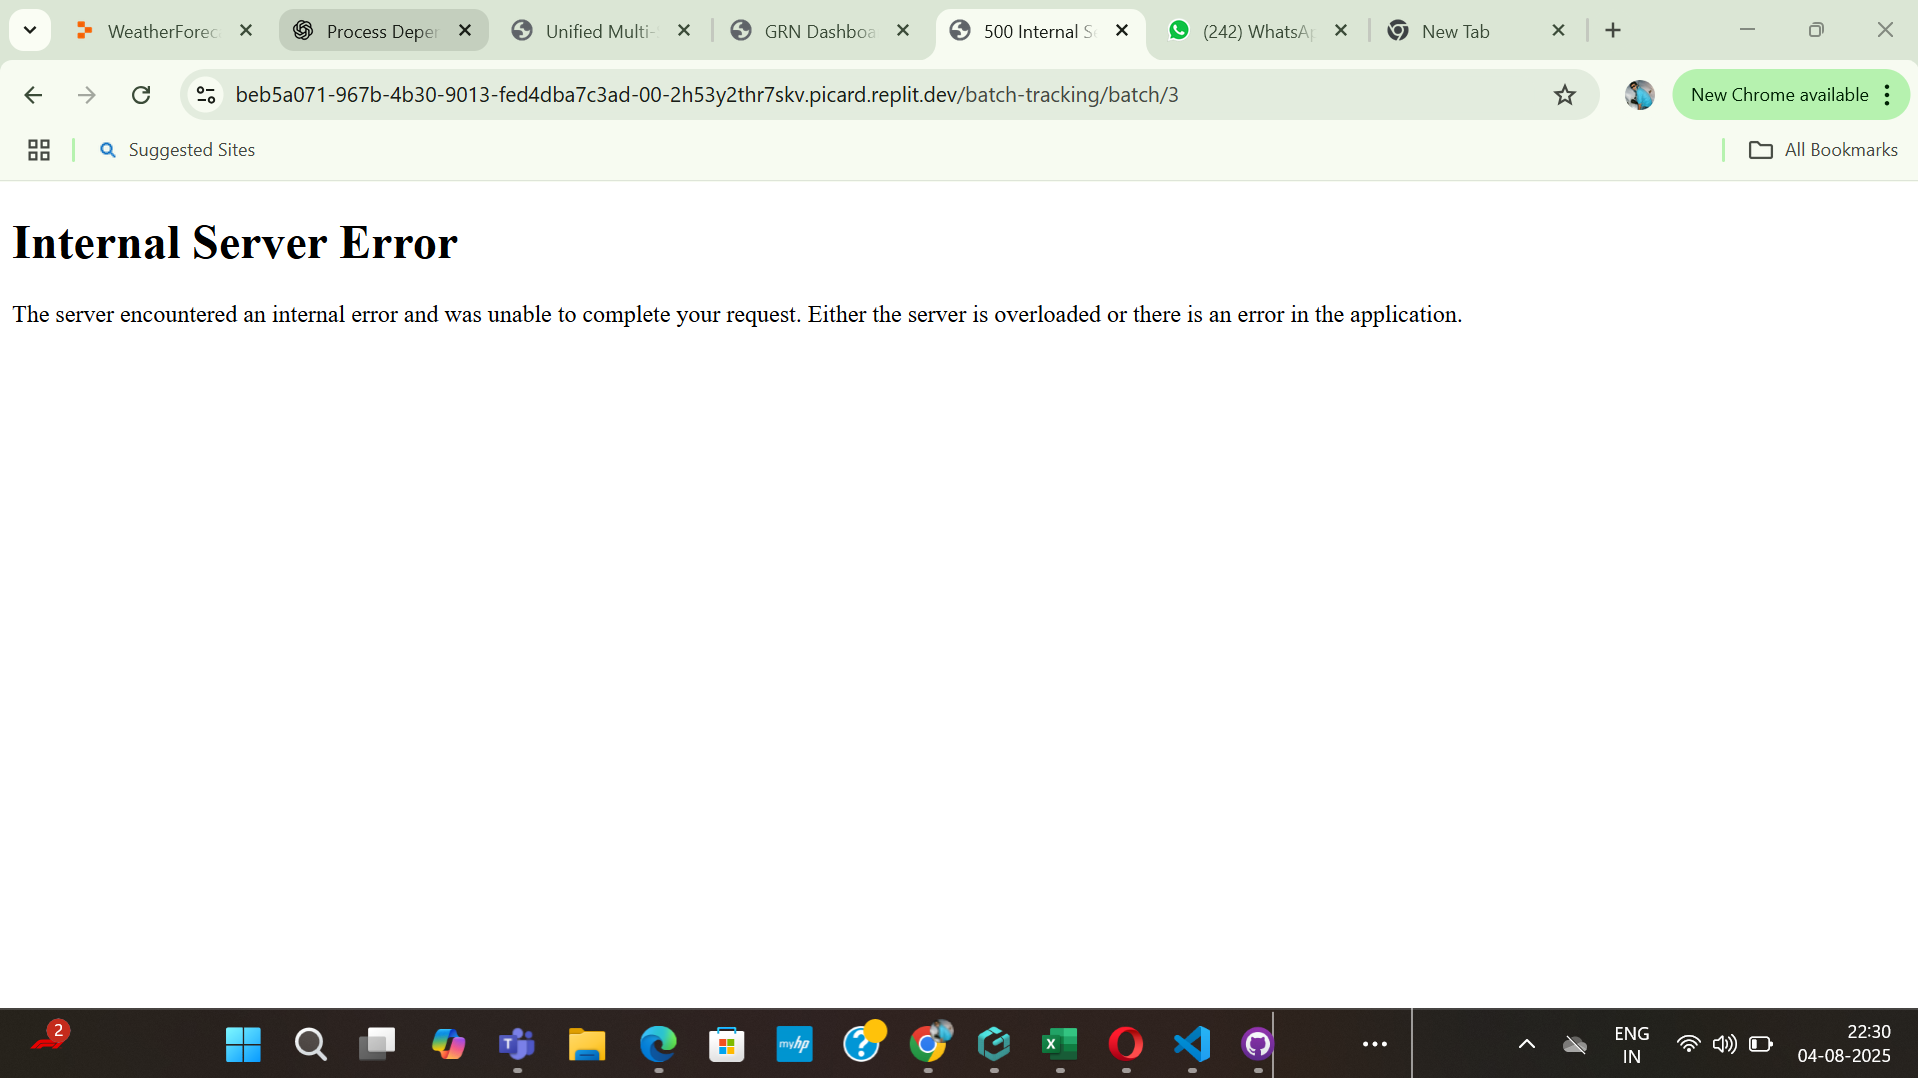 WeatherForec
Process Deper
Unified Multi-
GRN Dashboa
500 Internal S
(242) WhatsAp
New Tab
beb5a071-967b-4b30-9013-fed4dba7c3ad-00-2h53y2thr7skv.picard.replit.dev/batch-tracking/batch/3
New Chrome available
Suggested Sites
All Bookmarks
Internal Server Error
The server encountered an internal error and was unable to complete your request. Either the server is overloaded or there is an error in the application.
2
myhp
ENG
IN
22:30
04-08-2025